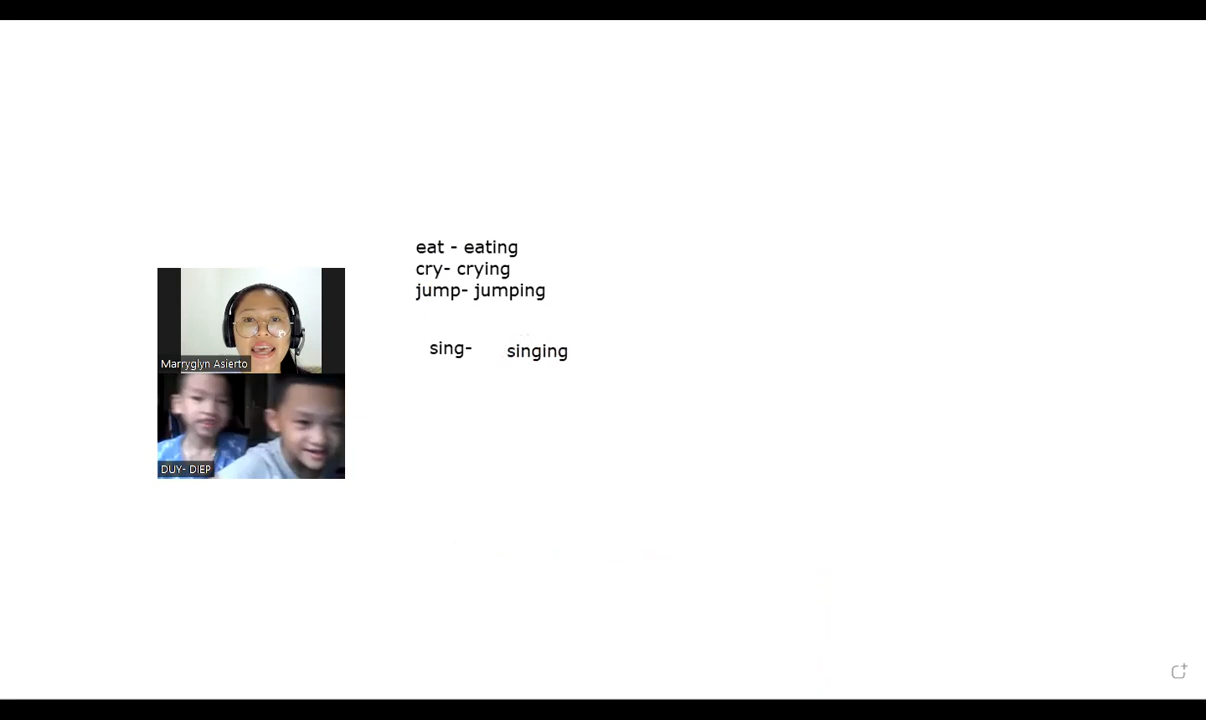 eat - eating
cry- crying
jump- jumping
sing- singing
Marryglyn Asierto
DUY- DIEP